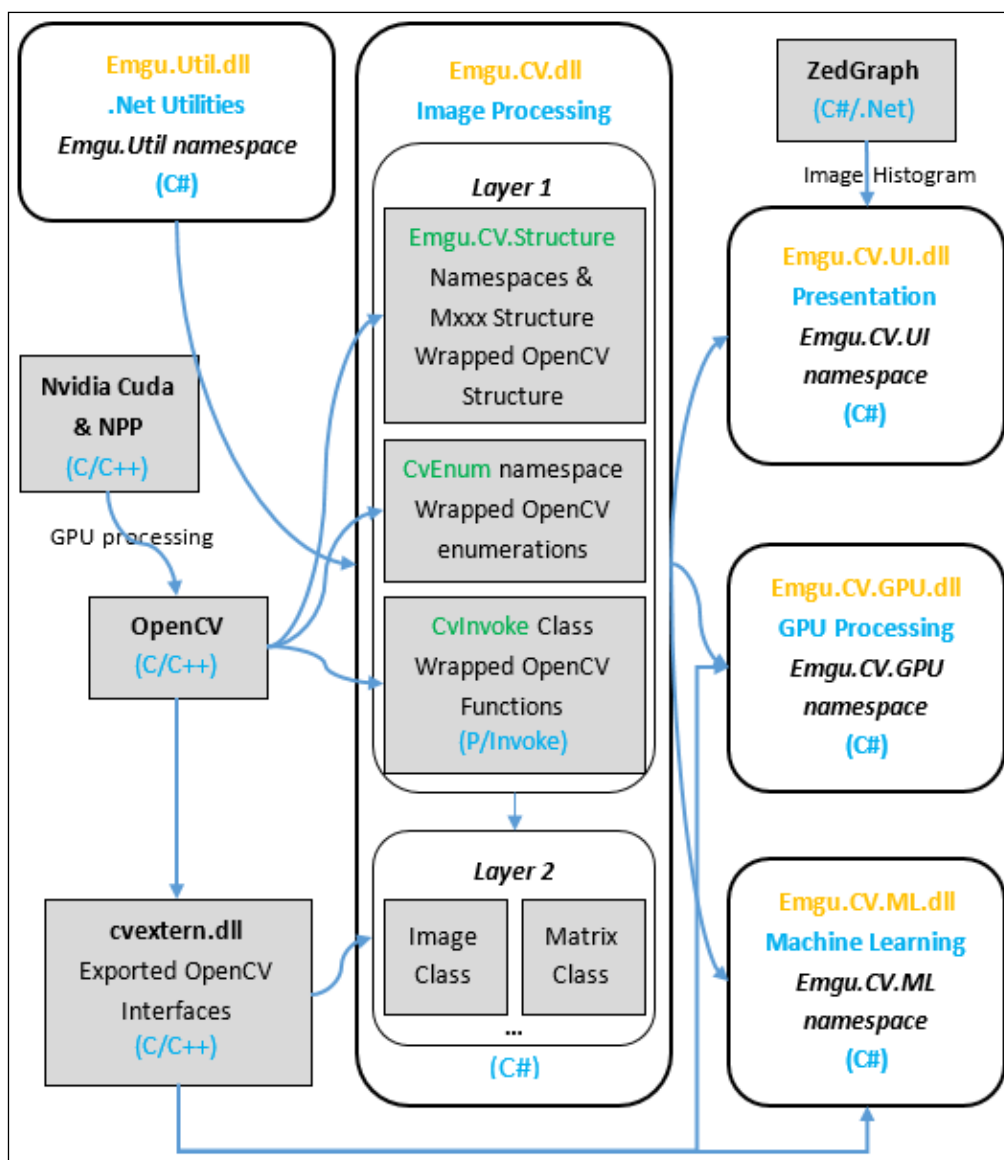 Emgu.Util.dll
.Net Utilities
Emgu.Util namespace
(C#)
Nvidia Cuda
& NPP
(C/C++)
GPU processing
OpenCV
(C/C++)
cvextern.dll
Exported OpenCV
Interfaces
(C/C++)
Emgu.CV.dll
Image Processing
Layer 1
Emgu.CV.Structure
Namespaces &
Mxxx Structure
Wrapped OpenCV
Structure
CvEnum namespace
Wrapped OpenCV
enumerations
CvInvoke Class
Wrapped OpenCV
Functions
(P/Invoke)
Layer 2
Image
Class
Matrix
Class
...
(C#)
ZedGraph
(C#/.Net)
Image Histogram
Emgu.CV.UI.dll
Presentation
Emgu.CV.UI
namespace
(C#)
Emgu.CV.GPU.dll
GPU Processing
Emgu.CV.GPU
namespace
(C#)
Emgu.CV.ML.dll
Machine Learning
Emgu.CV.ML
namespace
(C#)